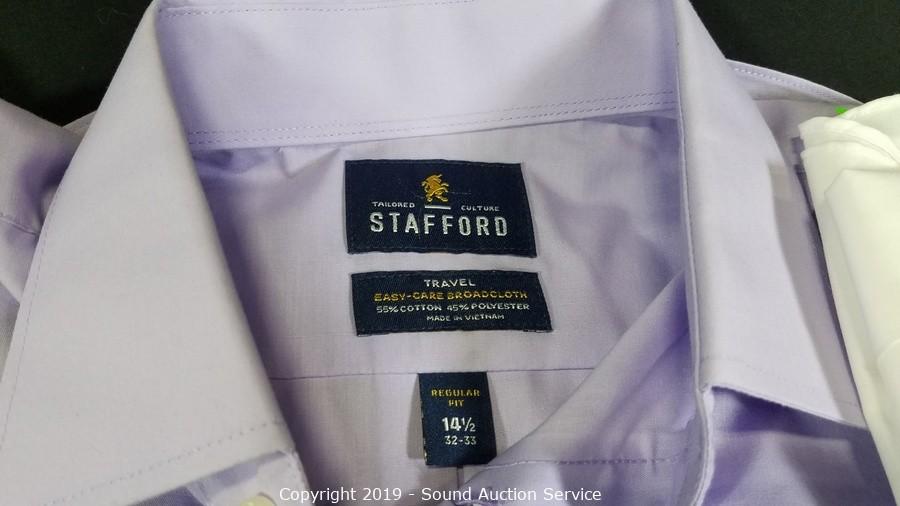 TAILORED CULTURE
STAFFORD
TRAVEL
EASY-CARE BROADCLOTH
55% COTTON 45% POLYESTER
MADE IN VIETNAM
REGULAR
FIT
14½
32-33
Copyright 2019 - Sound Auction Service